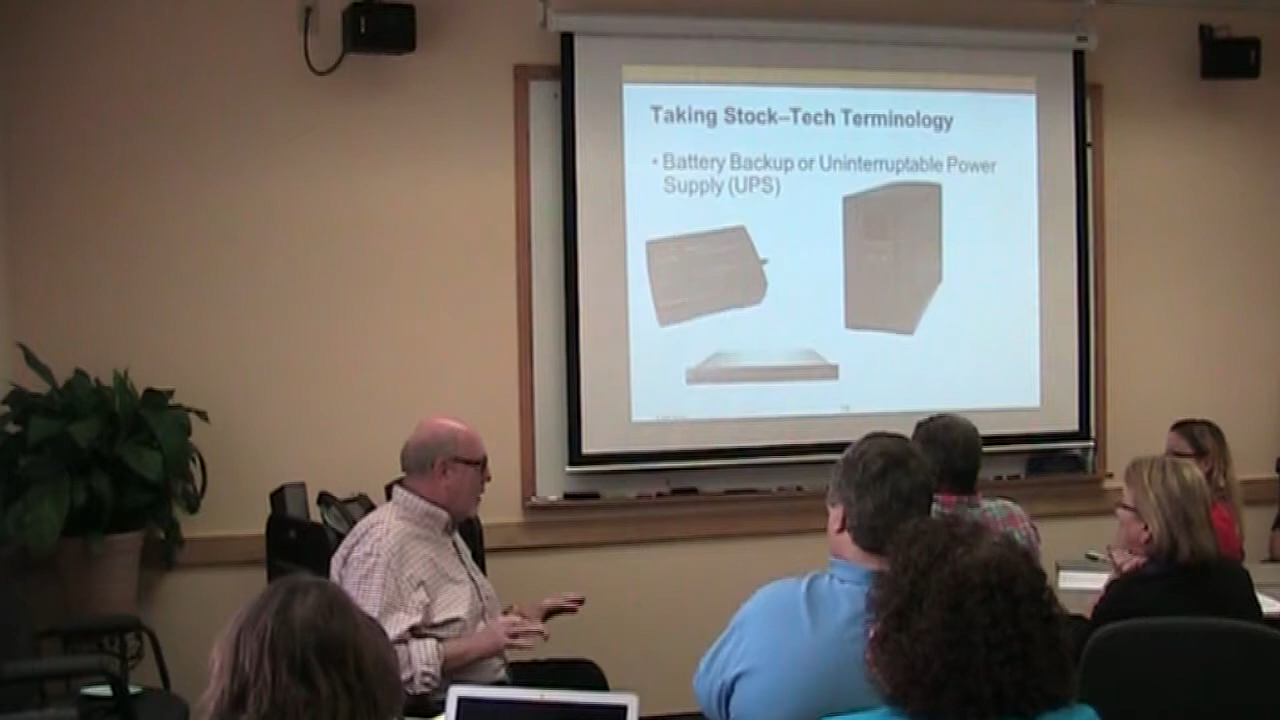 Taking Stock–Tech Terminology
• Battery Backup or Uninterruptable Power
Supply (UPS)